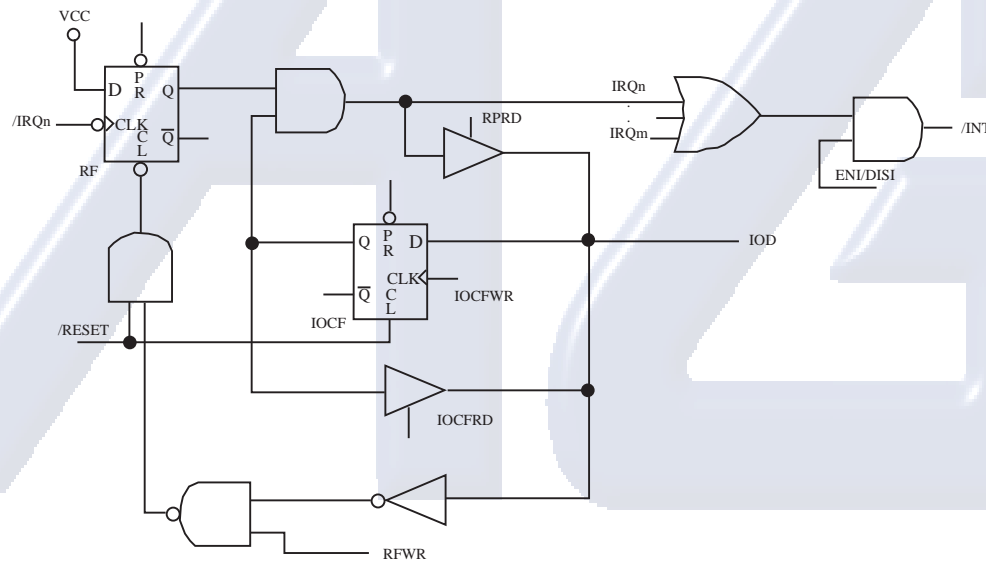 VCC
P
R
D
Q
/IRQn
CLK
C
L
Q
RF
IRQn
.
.
IRQm
RPRD
/INT
ENI/DISI
P
R
Q
D
IOD
CLK
C
L
Q
IOCFWR
IOCF
/RESET
IOCFRD
RFWR